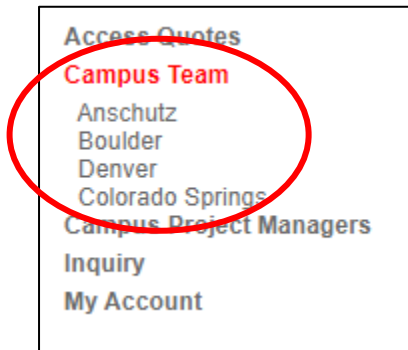 Access Quotes
Campus Team
Anschutz
Boulder
Denver
Colorado Springs
Campus Project Managers
Inquiry
My Account